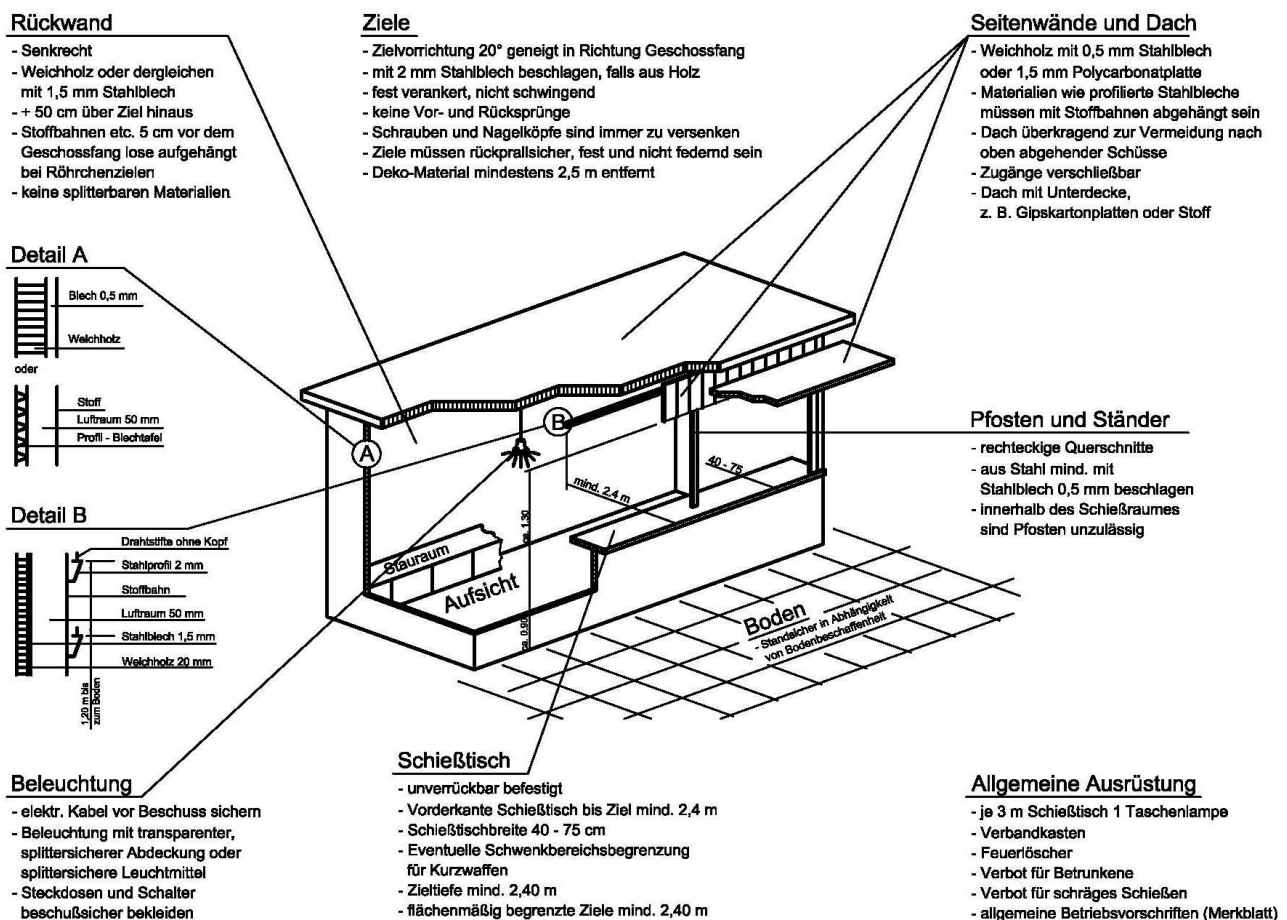 Rückwand
- Senkrecht
- Weichholz oder dergleichen
mit 1,5 mm Stahlblech
- + 50 cm über Ziel hinaus
- Stoffbahnen etc. 5 cm vor dem
Geschossfang lose aufgehängt
bei Röhrchenzielen
- keine splitterbaren Materialien
Ziele
- Zielvorrichtung 20° geneigt in Richtung Geschossfang
- mit 2 mm Stahlblech beschlagen, falls aus Holz
- fest verankert, nicht schwingend
- keine Vor- und Rücksprünge
- Schrauben und Nagelköpfe sind immer zu versenken
- Ziele müssen rückprallsicher, fest und nicht federnd sein
- Deko-Material mindestens 2,5 m entfernt
Seitenwände und Dach
- Weichholz mit 0,5 mm Stahlblech
oder 1,5 mm Polycarbonatplatte
- Materialien wie profilierte Stahlbleche
müssen mit Stoffbahnen abgehängt sein
- Dach überkragend zur Vermeidung nach
oben abgehender Schüsse
- Zugänge verschließbar
- Dach mit Unterdecke,
z. B. Gipskartonplatten oder Stoff
Detail A
Blech 0,5 mm
Weichholz
oder
Stoff
Luftraum 50 mm
Profil - Blechtafel
Detail B
Drahtstifte ohne Kopf
Stahlprofil 2 mm
Stoffbahn
Luftraum 50 mm
Stahlblech 1,5 mm
Weichholz 20 mm
1,20 m bis
zum Boden
A
B
mind. 2,4 m
40 - 75
ca. 1,30
ca. 0,90
Stauraum
Aufsicht
Boden
- Standsicher in Abhängigkeit
von Bodenbeschaffenheit
Pfosten und Ständer
- rechteckige Querschnitte
- aus Stahl mind. mit
Stahlblech 0,5 mm beschlagen
- innerhalb des Schießraumes
sind Pfosten unzulässig
Beleuchtung
- elektr. Kabel vor Beschuss sichern
- Beleuchtung mit transparenter,
splittersicherer Abdeckung oder
splittersichere Leuchtmittel
- Steckdosen und Schalter
beschußsicher bekleiden
Schießtisch
- unverrückbar befestigt
- Vorderkante Schießtisch bis Ziel mind. 2,4 m
- Schießtischbreite 40 - 75 cm
- Eventuelle Schwenkbereichsbegrenzung
für Kurzwaffen
- Zieltiefe mind. 2,40 m
- flächenmäßig begrenzte Ziele mind. 2,40 m
Allgemeine Ausrüstung
- je 3 m Schießtisch 1 Taschenlampe
- Verbandkasten
- Feuerlöscher
- Verbot für Betrunkene
- Verbot für schräges Schießen
- allgemeine Betriebsvorschriften (Merkblatt)